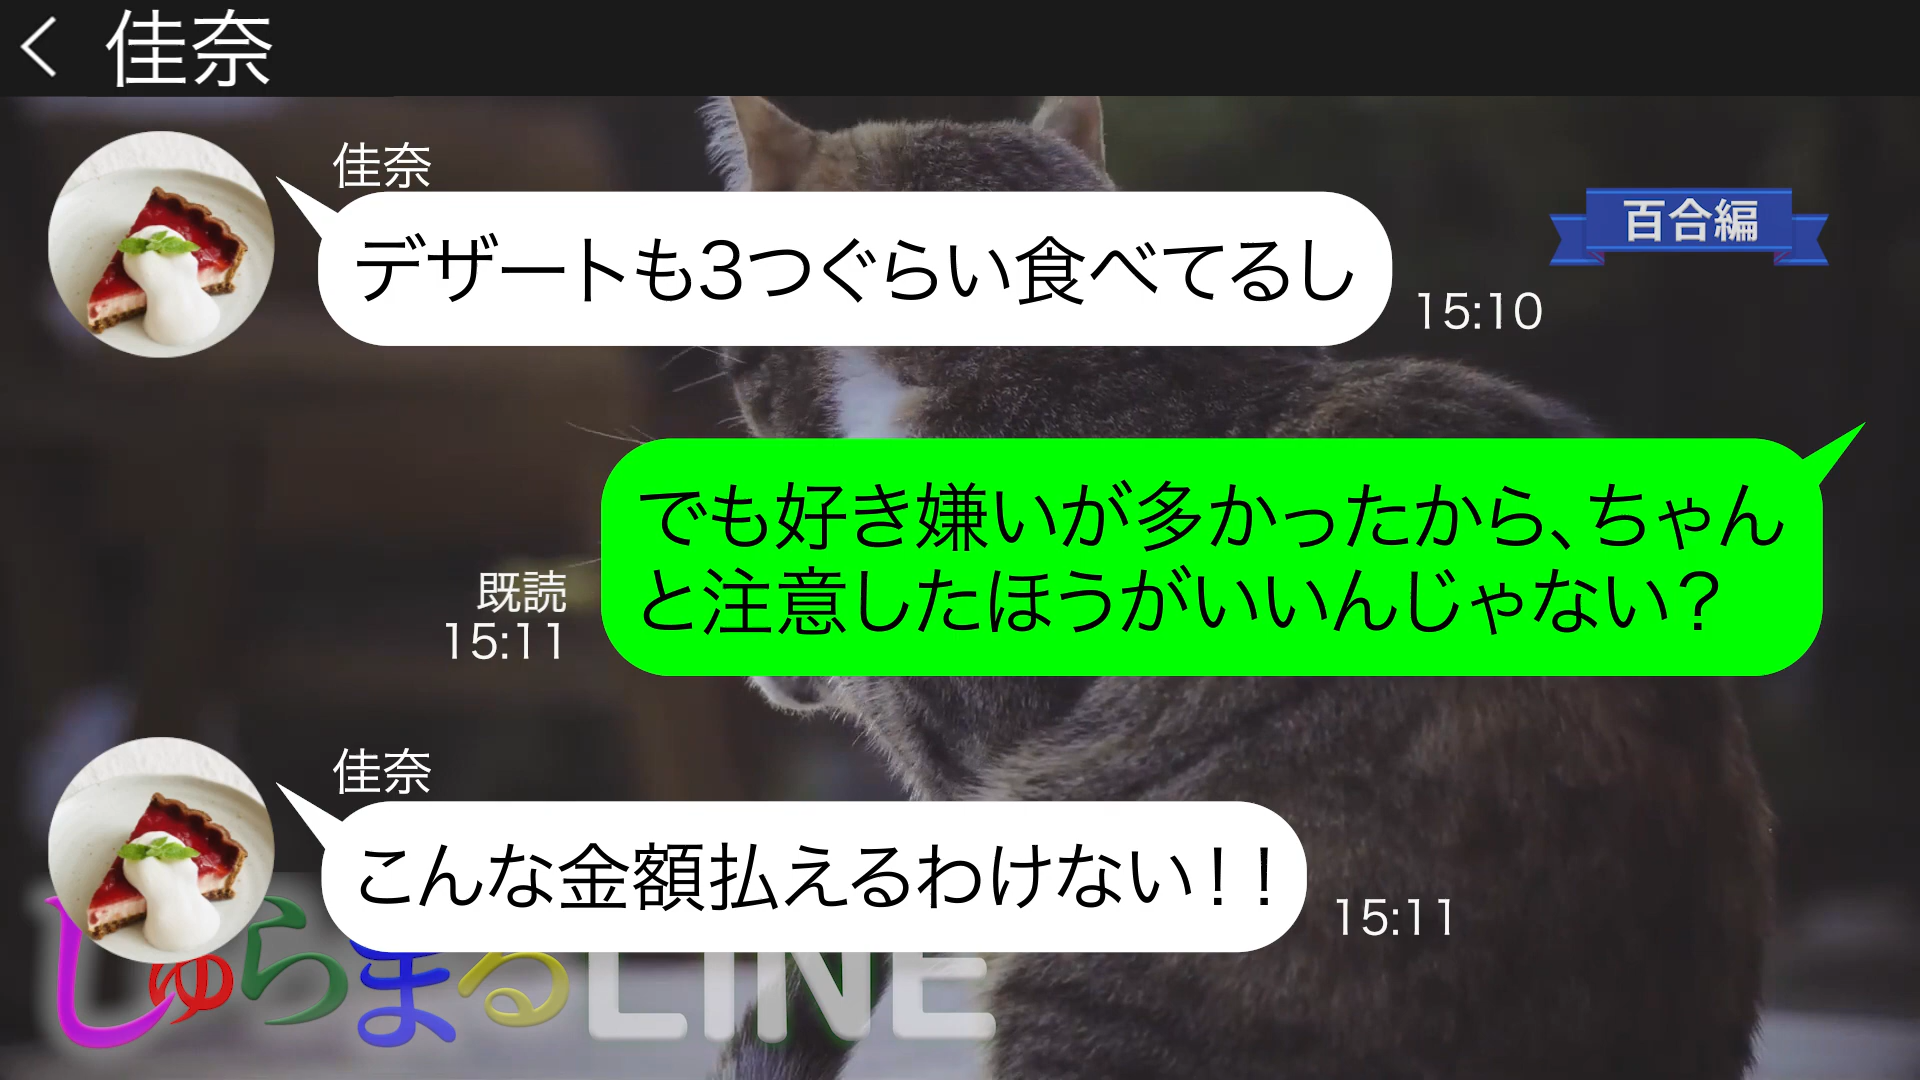 佳奈
佳奈
デザートも3つぐらい食べてるし
15:10
百合編
でも好き嫌いが多かったから、ちゃん
と注意したほうがいいんじゃない？
既読
15:11
佳奈
こんな金額払えるわけない！！
15:11
しゅらまるLINE